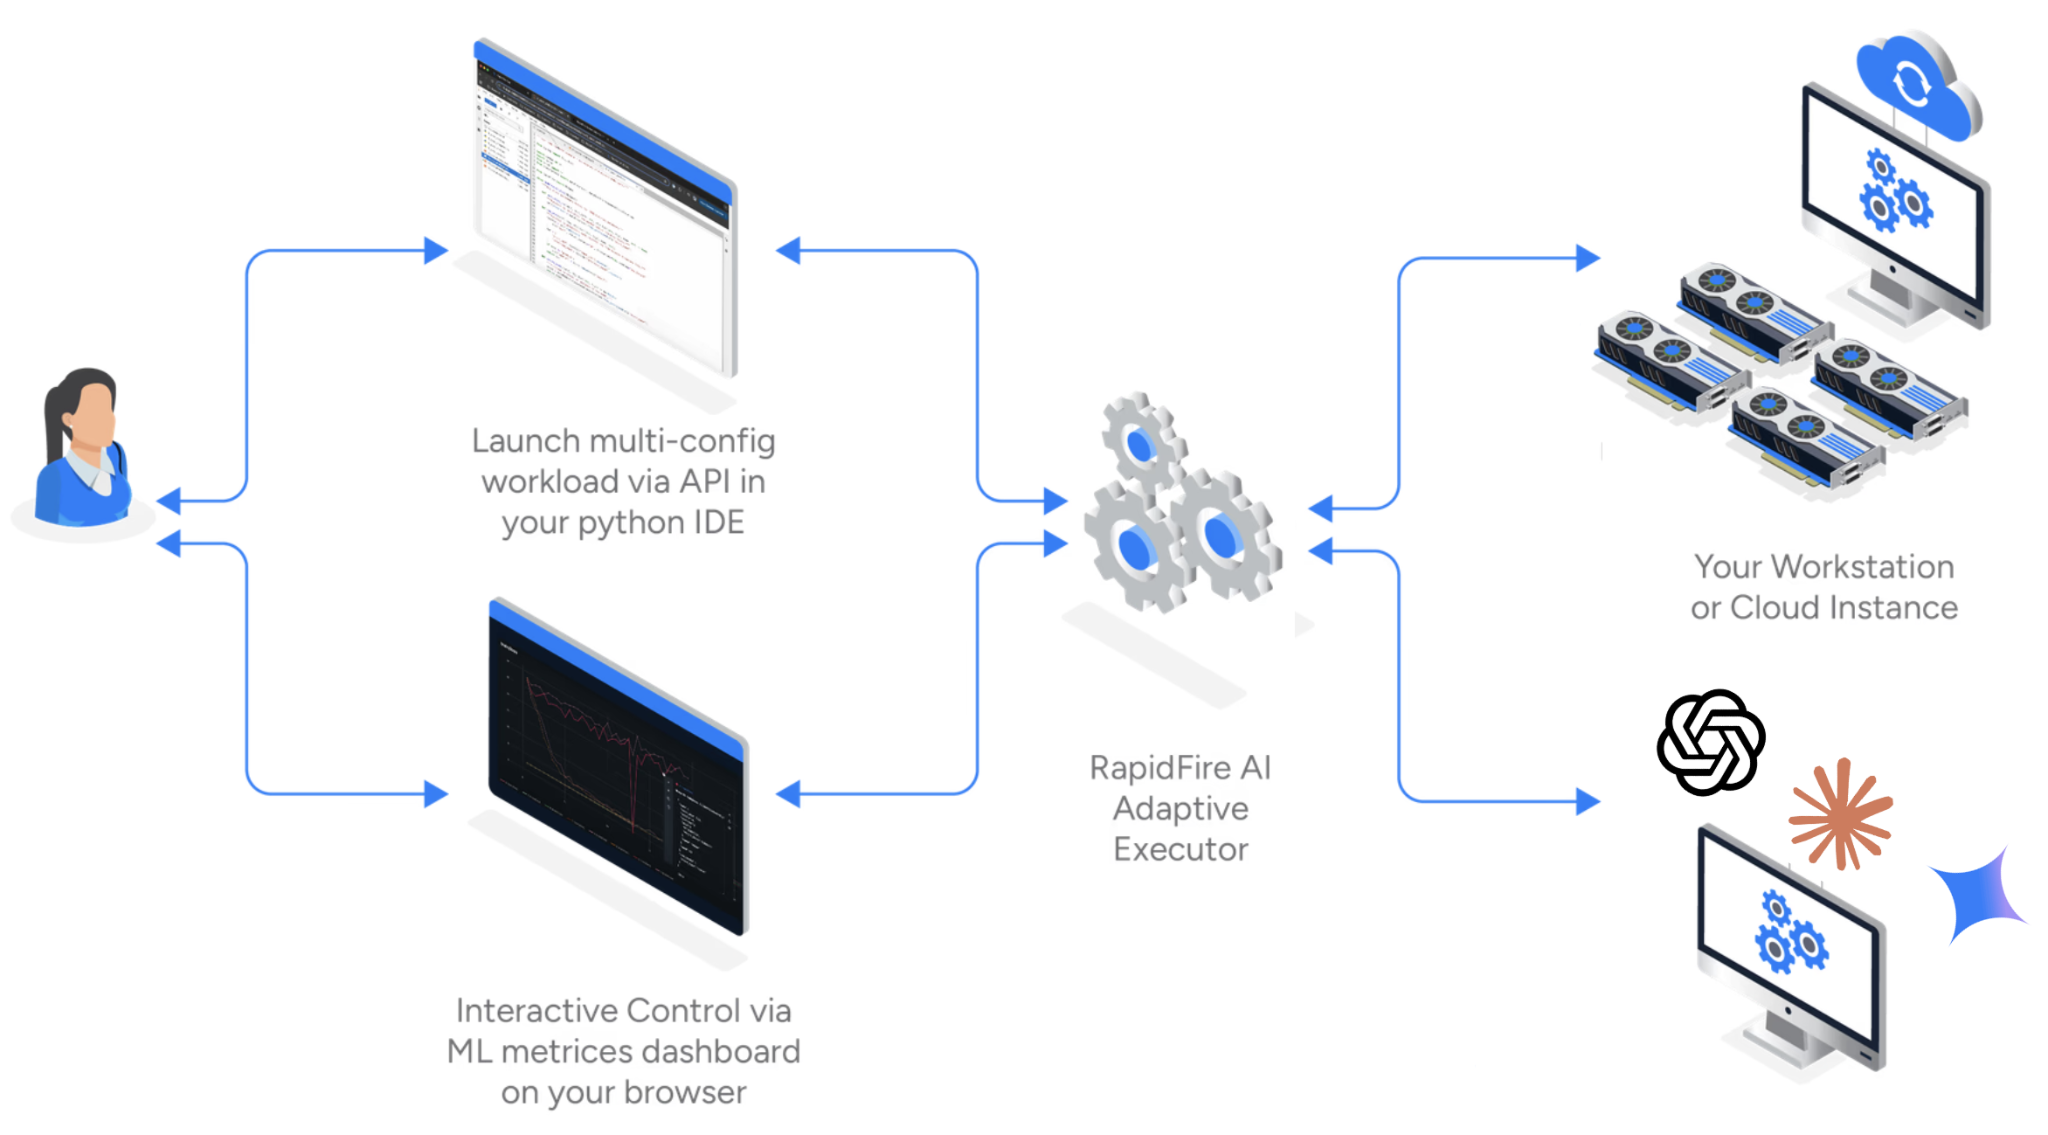 Launch multi-config
workload via API in
your python IDE
Interactive Control via
ML metrices dashboard
on your browser
RapidFire AI
Adaptive
Executor
Your Workstation
or Cloud Instance